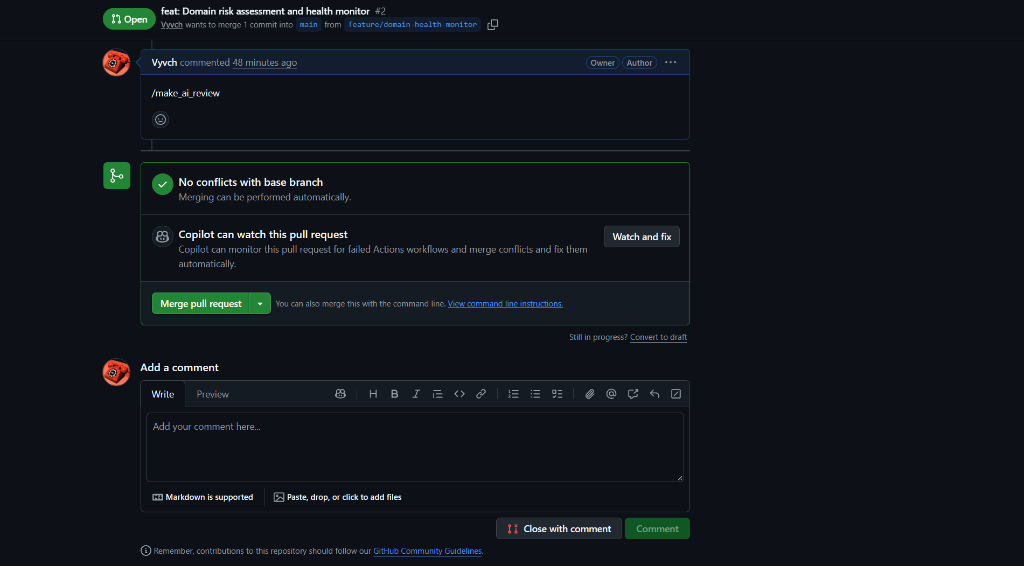 Open
feat: Domain risk assessment and health monitor #2
Vyvch wants to merge 1 commit into main from feature/domain-health-monitor
Vyvch commented 48 minutes ago
Owner
Author
/make_ai_review
No conflicts with base branch
Merging can be performed automatically.
Copilot can watch this pull request
Copilot can monitor this pull request for failed Actions workflows and merge conflicts and fix them
automatically.
Watch and fix
Merge pull request
You can also merge this with the command line. View command line instructions.
Still in progress? Convert to draft
Add a comment
Write
Preview
Add your comment here...
Markdown is supported
Paste, drop, or click to add files
Close with comment
Comment
Remember, contributions to this repository should follow our GitHub Community Guidelines.